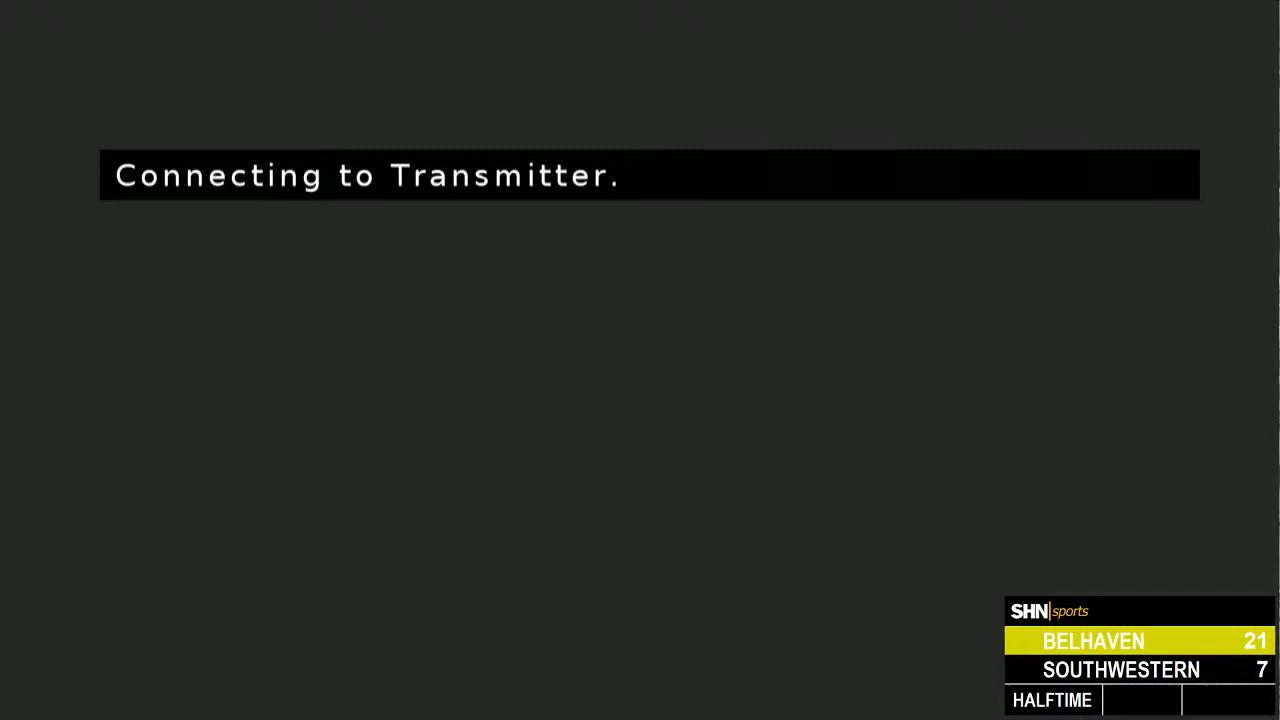 Connecting to Transmitter.
SHN|sports
BELHAVEN 21
SOUTHWESTERN 7
HALFTIME